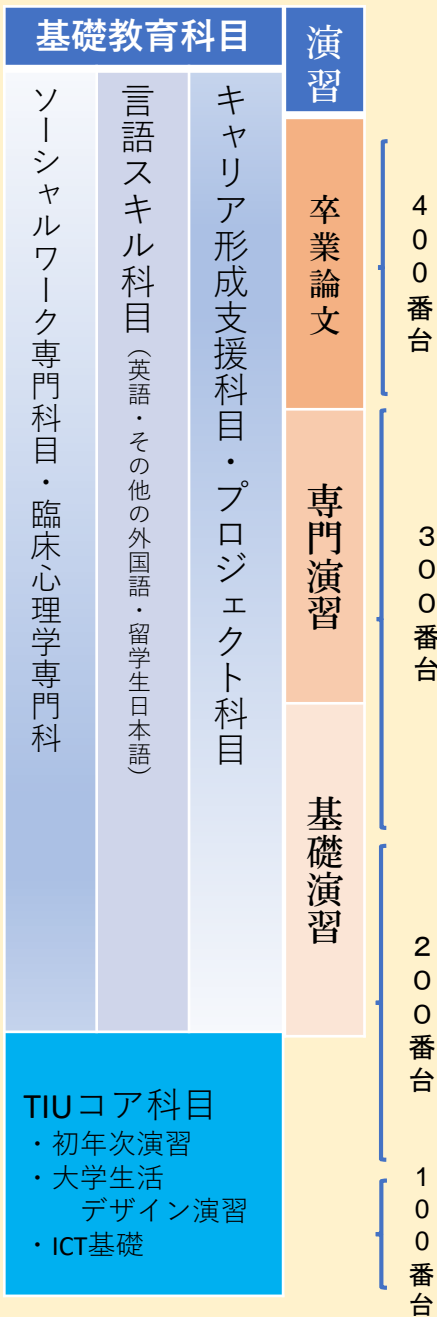 基礎教育科目
演習
ソーシャルワーク専門科目・臨床心理学専門科
言語スキル科目（英語・その他の外国語・留学生日本語）
キャリア形成支援科目・プロジェクト科目
卒業論文
専門演習
基礎演習
４００番台
３００番台
２００番台
１００番台
TIUコア科目
・初年次演習
・大学生活
デザイン演習
・ICT基礎